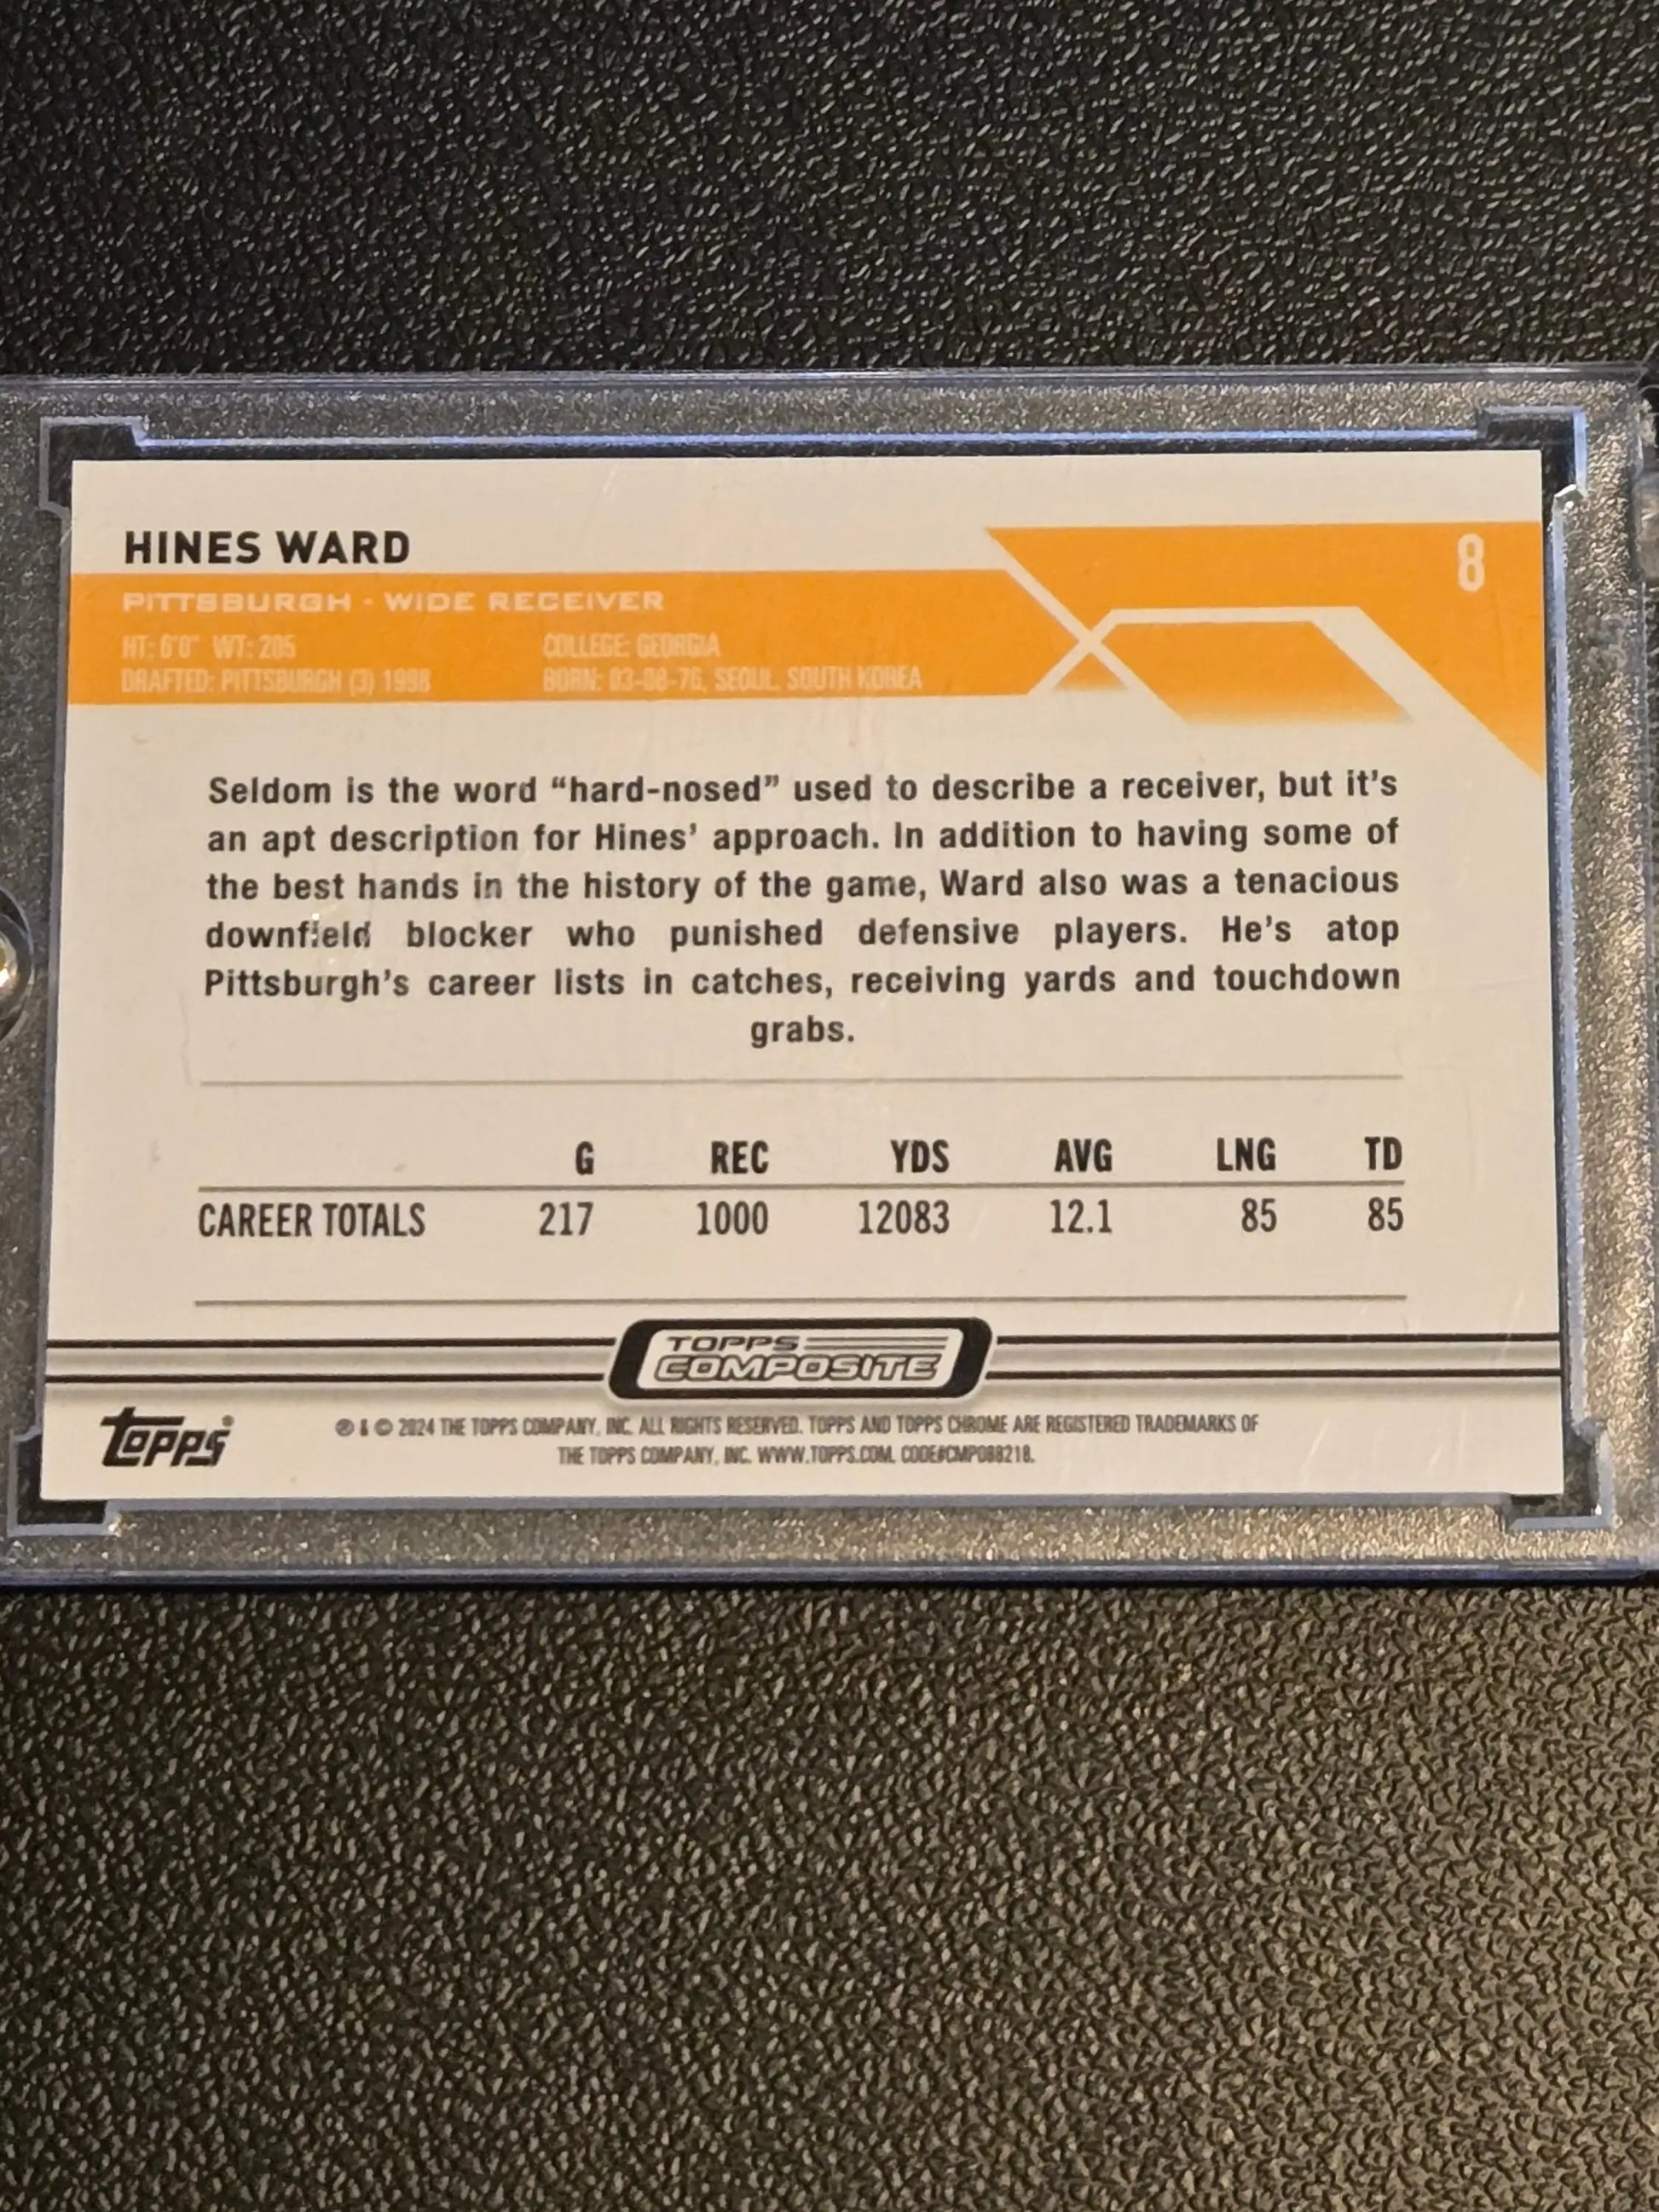 HINES WARD
8
PITTSBURGH - WIDE RECEIVER
HT: 6'0" WT: 205
COLLEGE: GEORGIA
DRAFTED: PITTSBURGH (3) 1998
BORN: 03-08-76, SEOUL, SOUTH KOREA
Seldom is the word “hard-nosed” used to describe a receiver, but it’s
an apt description for Hines’ approach. In addition to having some of
the best hands in the history of the game, Ward also was a tenacious
downfield blocker who punished defensive players. He’s atop
Pittsburgh’s career lists in catches, receiving yards and touchdown
grabs.
G REC YDS AVG LNG TD
CAREER TOTALS 217 1000 12083 12.1 85 85
TOPPS
COMPOSITE
Topps®
® & © 2024 THE TOPPS COMPANY, INC. ALL RIGHTS RESERVED. TOPPS AND TOPPS CHROME ARE REGISTERED TRADEMARKS OF
THE TOPPS COMPANY, INC. WWW.TOPPS.COM. CODE#CMP088218.